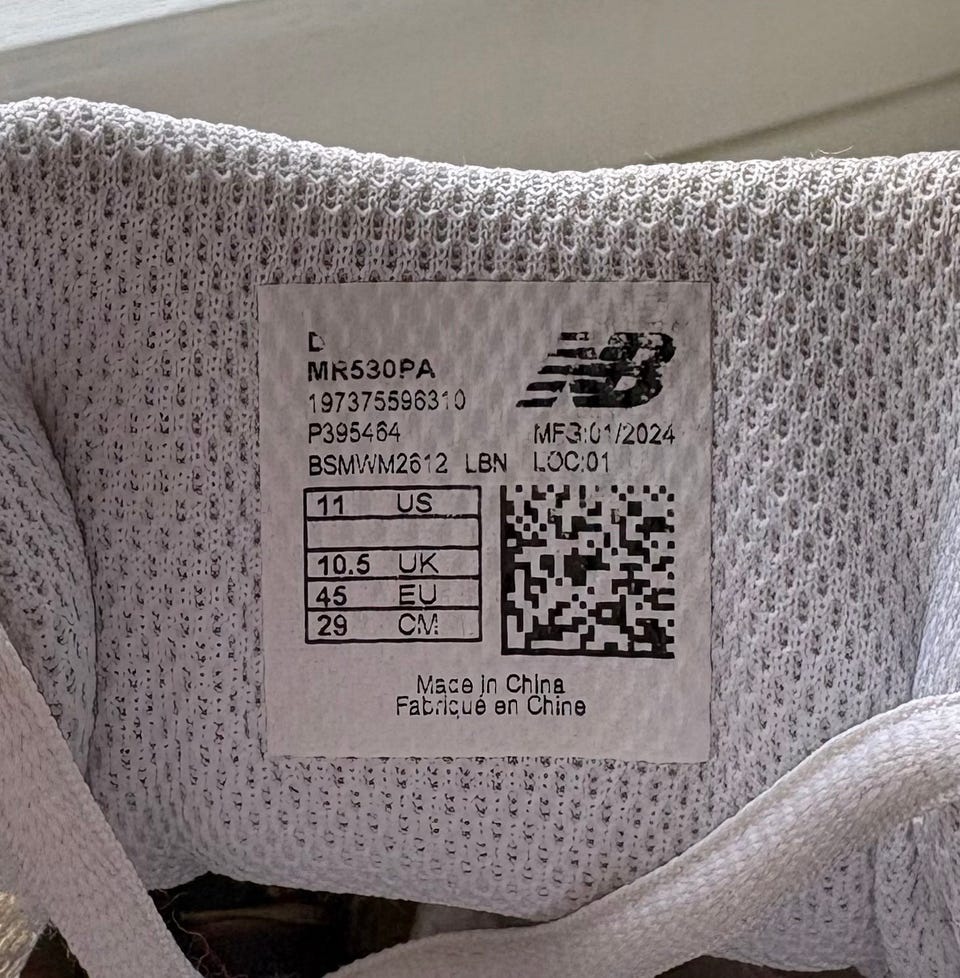 D
MR530PA
197375596310
P395464
MFG:01/2024
BSMWM2612 LBN LOC:01
11 US
10.5 UK
45 EU
29 CM
Made in China
Fabriqué en Chine
NB